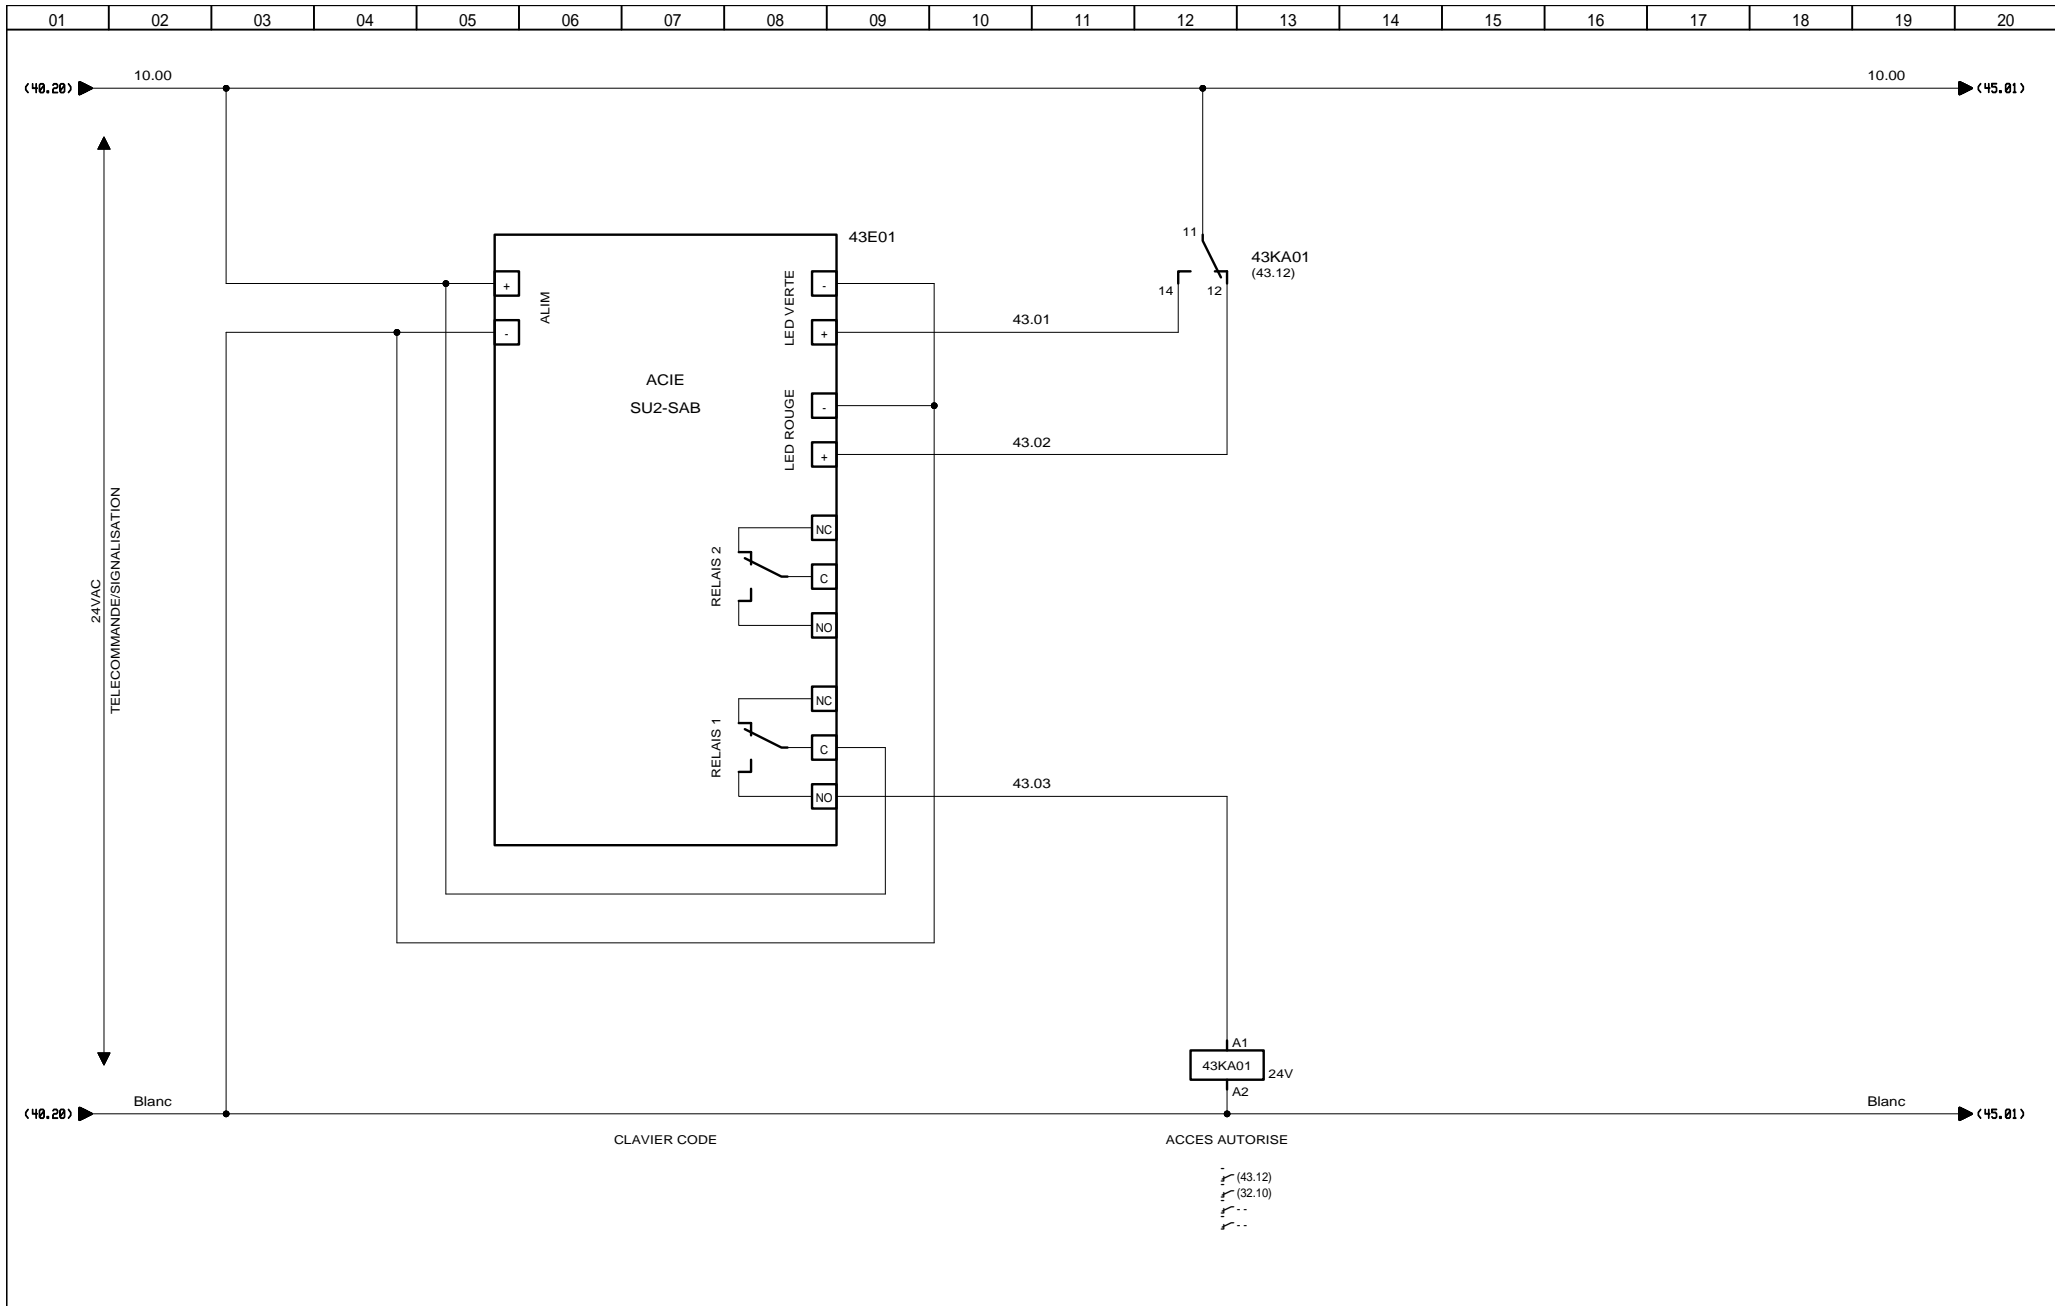 01 02 03 04 05 06 07 08 09 10 11 12 13 14 15 16 17 18 19 20
10.00 10.00
(40.20) (45.01)
43E01
11
43KA01
(43.12)
14 12
+ - ALIM
LED VERTE - +
43.01
ACIE
SU2-SAB
LED ROUGE - +
43.02
24VAC
TELECOMMANDE/SIGNALISATION
RELAIS 2
NC
C
NO
RELAIS 1
NC
C
NO
43.03
A1
43KA01 24V
A2
Blanc Blanc
(40.20) (45.01)
CLAVIER CODE ACCES AUTORISE
(43.12)
(32.10)
- -
- -